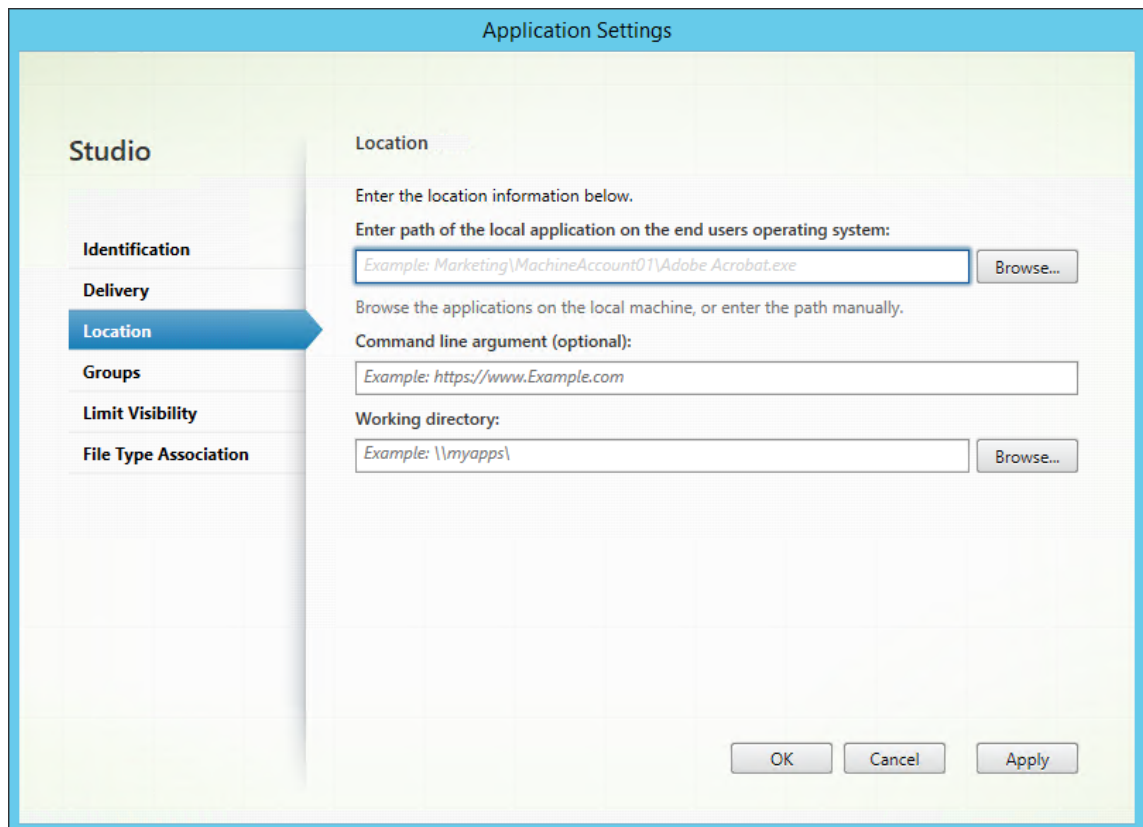 Application Settings
Studio
Identification
Delivery
Location
Groups
Limit Visibility
File Type Association
Location
Enter the location information below.
Enter path of the local application on the end users operating system:
Example: Marketing\MachineAccount01\Adobe Acrobat.exe
Browse...
Browse the applications on the local machine, or enter the path manually.
Command line argument (optional):
Example: https://www.Example.com
Working directory:
Example: \\myapps\
Browse...
OK
Cancel
Apply